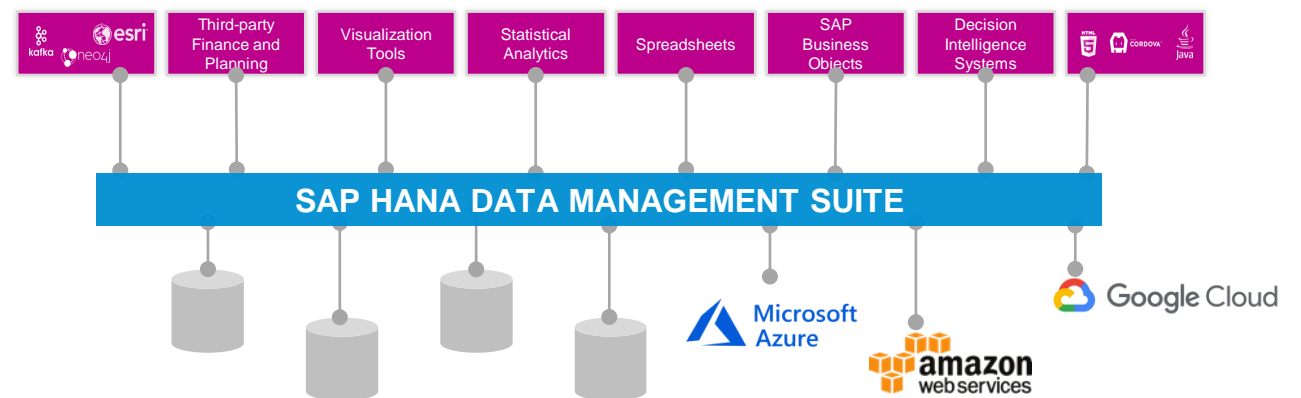 kafka
esri
neo4j
Third-party
Finance and
Planning
Visualization
Tools
Statistical
Analytics
Spreadsheets
SAP
Business
Objects
Decision
Intelligence
Systems
HTML
5
CORDOVA
Java
SAP HANA DATA MANAGEMENT SUITE
Microsoft
Azure
amazon
web services
Google Cloud